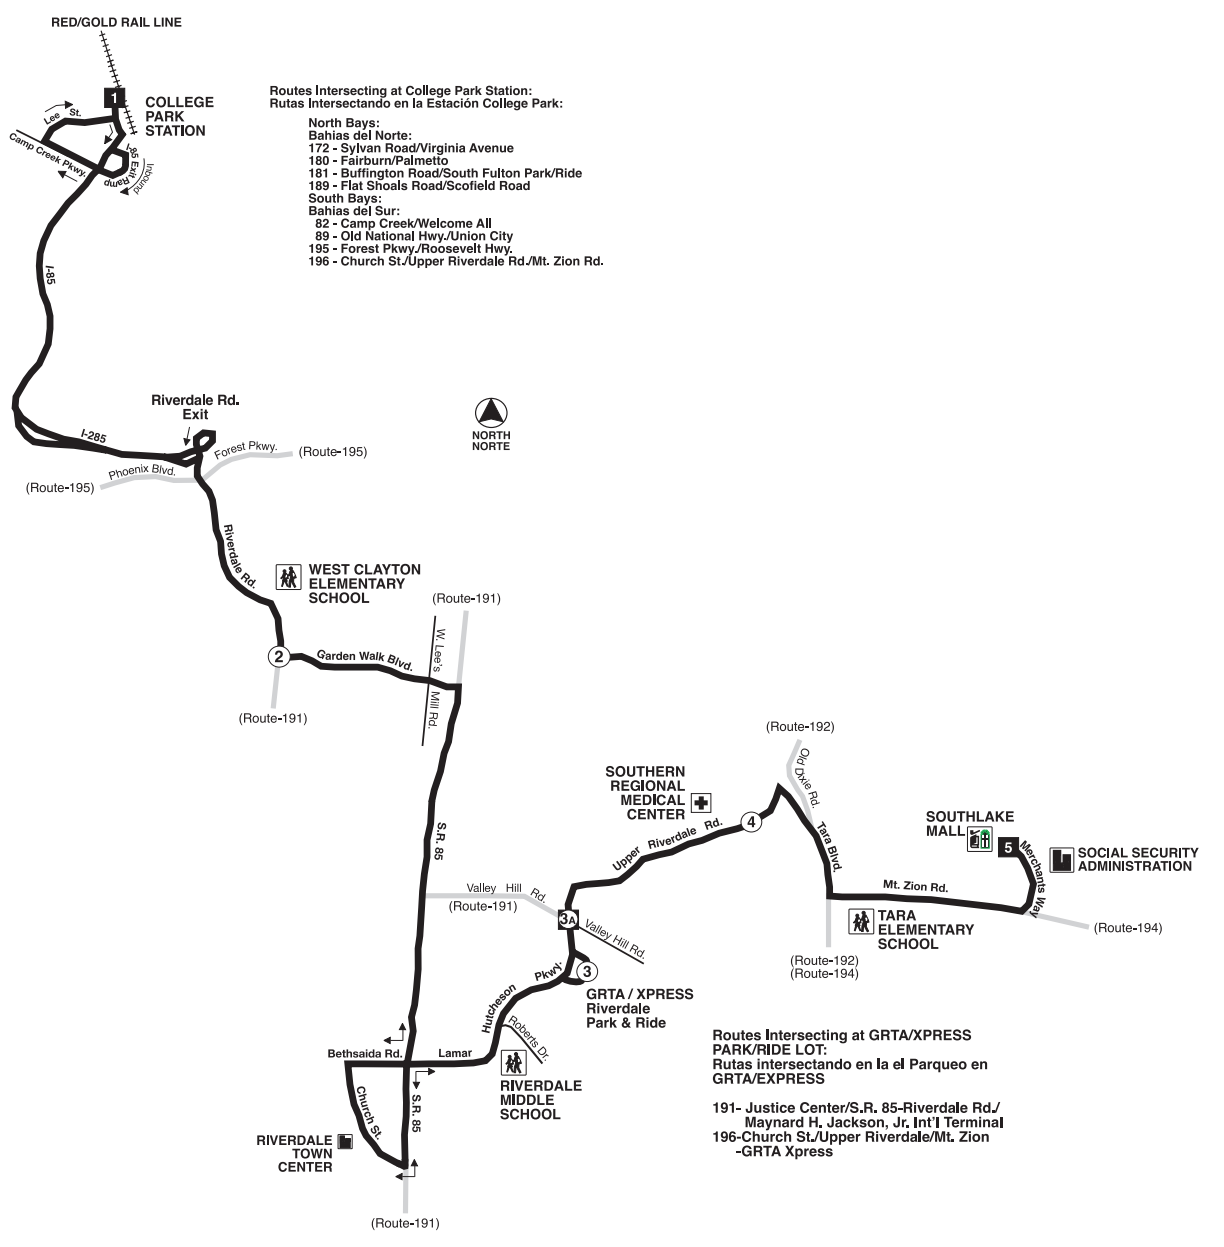 RED/GOLD RAIL LINE
1
COLLEGE
PARK
STATION
Lee St.
Camp Creek Pkwy.
I-85 Exit Ramp
Inbound
Routes Intersecting at College Park Station:
Rutas Intersectando en la Estación College Park:
North Bays:
Bahias del Norte:
172 - Sylvan Road/Virginia Avenue
180 - Fairburn/Palmetto
181 - Buffington Road/South Fulton Park/Ride
189 - Flat Shoals Road/Scofield Road
South Bays:
Bahias del Sur:
82 - Camp Creek/Welcome All
89 - Old National Hwy./Union City
195 - Forest Pkwy./Roosevelt Hwy.
196 - Church St./Upper Riverdale Rd./Mt. Zion Rd.
I-85
Riverdale Rd.
Exit
I-285
Forest Pkwy.
(Route-195)
Phoenix Blvd.
(Route-195)
NORTH
NORTE
Riverdale Rd.
WEST CLAYTON
ELEMENTARY
SCHOOL
(Route-191)
2
Garden Walk Blvd.
W. Lee's
Mill Rd.
(Route-191)
S.R. 85
(Route-192)
Old Dixie Rd.
SOUTHERN
REGIONAL
MEDICAL
CENTER
Upper Riverdale Rd.
4
Tara Blvd.
SOUTHLAKE
MALL
5
Merchants Way
SOCIAL SECURITY
ADMINISTRATION
Mt. Zion Rd.
Valley Hill Rd.
(Route-191)
3A
Valley Hill Rd.
TARA
ELEMENTARY
SCHOOL
(Route-194)
(Route-192)
(Route-194)
Hutcheson Pkwy.
3
GRTA / XPRESS
Riverdale
Park & Ride
Roberts Dr.
Bethsaida Rd.
Lamar
RIVERDALE
MIDDLE
SCHOOL
Church St.
S.R. 85
RIVERDALE
TOWN
CENTER
(Route-191)
Routes Intersecting at GRTA/XPRESS
PARK/RIDE LOT:
Rutas intersectando en la el Parqueo en
GRTA/EXPRESS
191- Justice Center/S.R. 85-Riverdale Rd./
Maynard H. Jackson, Jr. Int'l Terminal
196-Church St./Upper Riverdale/Mt. Zion
-GRTA Xpress